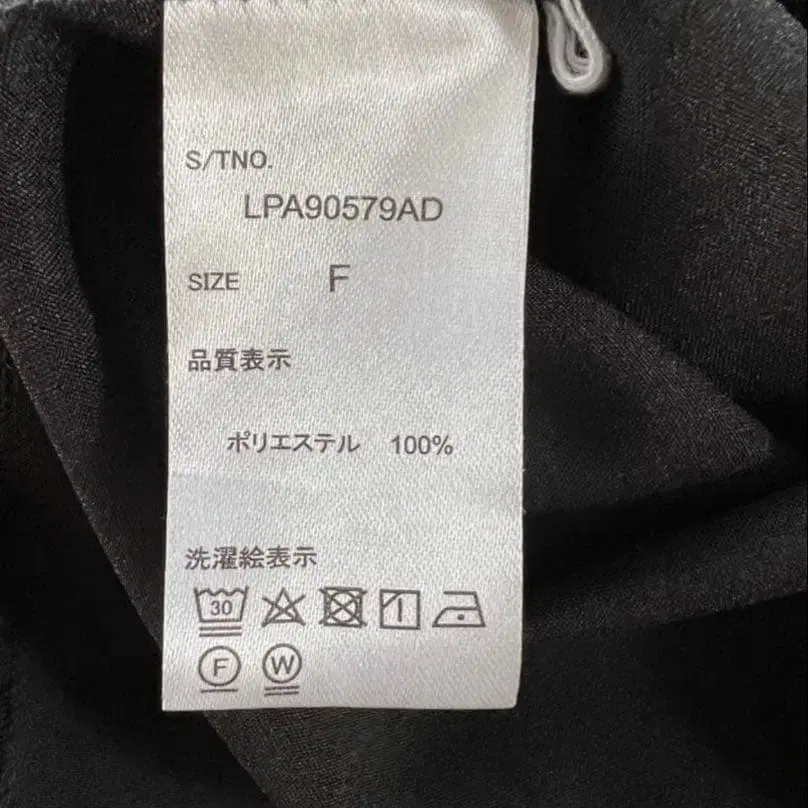 S/TNO.
LPA90579AD
SIZE F
品質表示
ポリエステル 100%
洗濯絵表示
30
F W